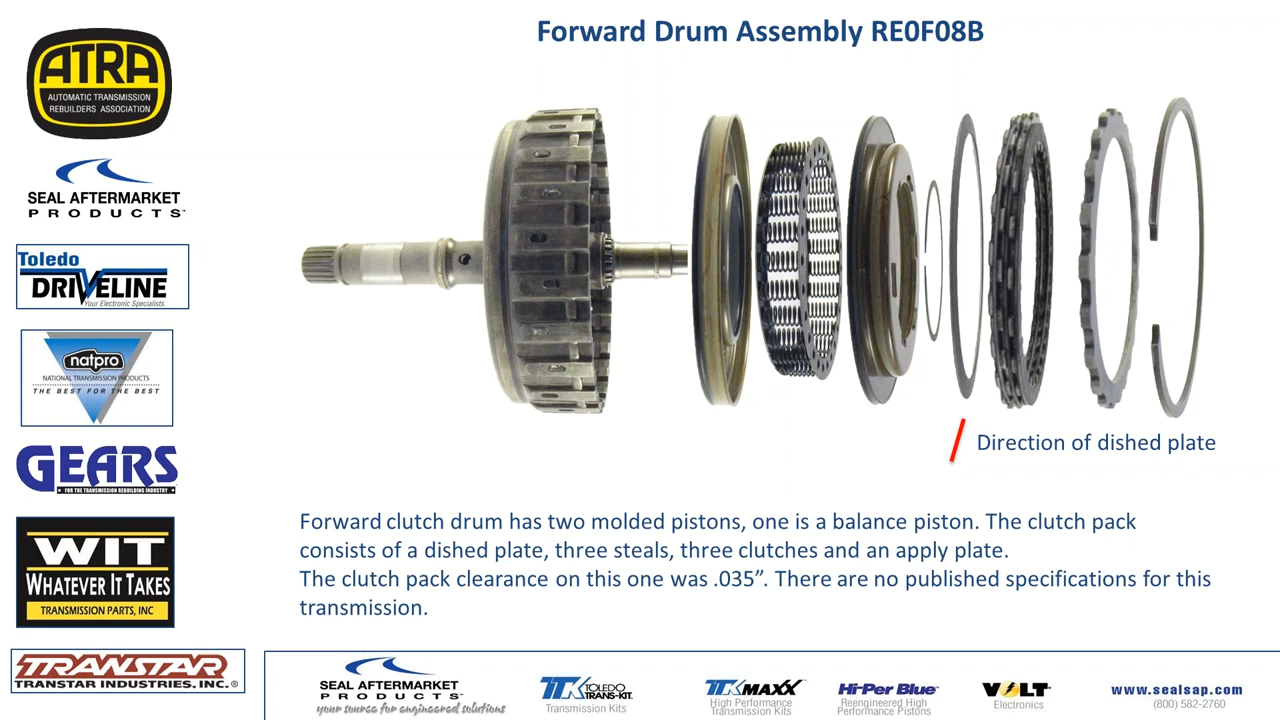 Forward Drum Assembly RE0F08B
ATRA
AUTOMATIC TRANSMISSION
REBUILDERS ASSOCIATION
SEAL AFTERMARKET
PRODUCTS™
Toledo
DRIVELINE
Your Electronic Specialists.
natpro
NATIONAL TRANSMISSION PRODUCTS
THE BEST FOR THE BEST
GEARS
FOR THE TRANSMISSION REBUILDING INDUSTRY
WIT
WHATEVER IT TAKES
TRANSMISSION PARTS, INC
TRANSTAR
TRANSTAR INDUSTRIES, INC.®
Direction of dished plate
Forward clutch drum has two molded pistons, one is a balance piston. The clutch pack
consists of a dished plate, three steals, three clutches and an apply plate.
The clutch pack clearance on this one was .035”. There are no published specifications for this
transmission.
SEAL AFTERMARKET
PRODUCTS™
your source for engineered solutions
TTK TOLEDO
TRANS-KIT
Transmission Kits
TTK MAXX
High Performance
Transmission Kits
Hi-Per Blue™
Reengineered High
Performance Pistons
VOLT
Electronics
www.sealsap.com
(800) 582-2760